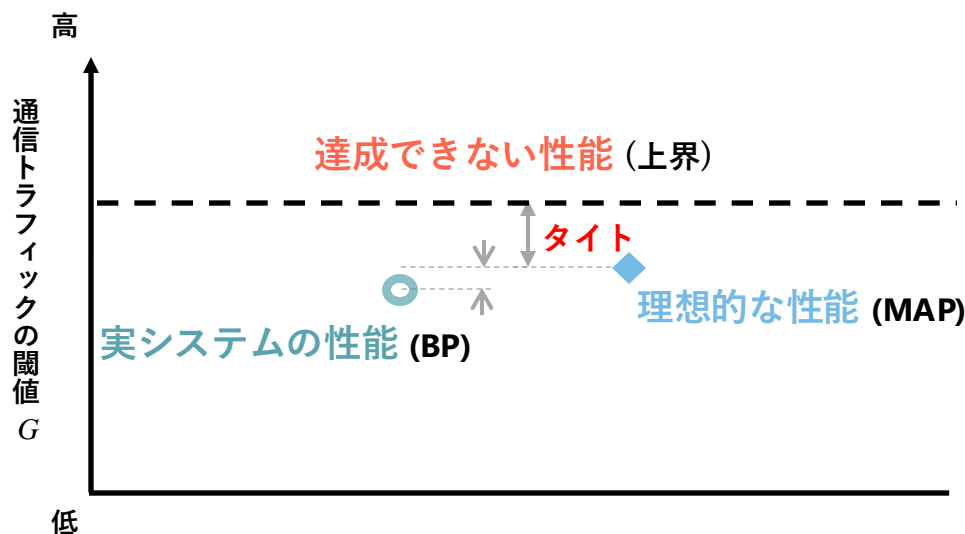 高
通信トラフィックの閾値 G
達成できない性能 (上界)
タイト
理想的な性能 (MAP)
実システムの性能 (BP)
低